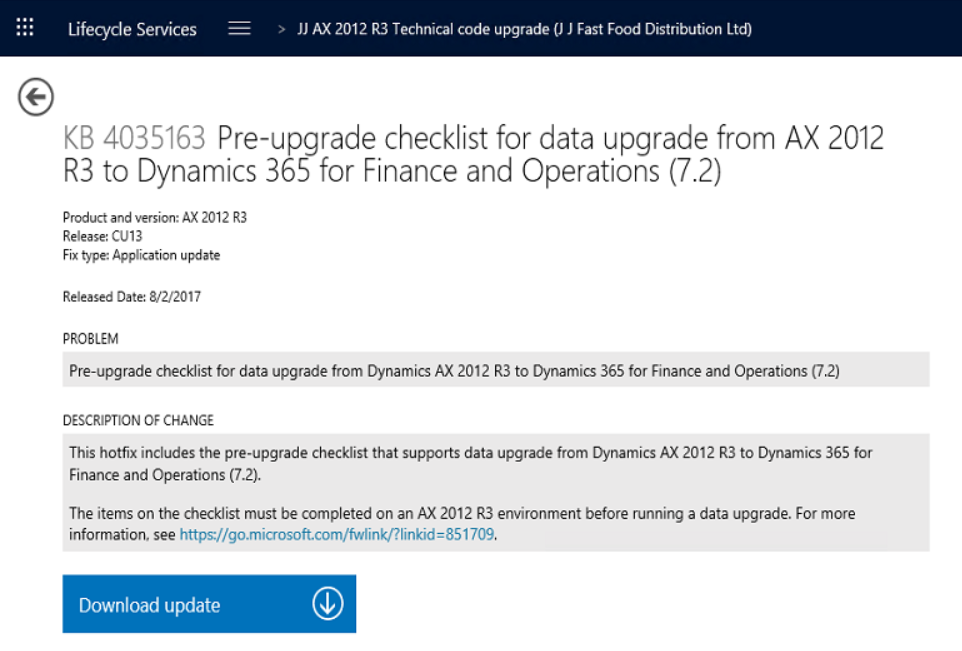 Lifecycle Services > JJ AX 2012 R3 Technical code upgrade (J J Fast Food Distribution Ltd)
KB 4035163 Pre-upgrade checklist for data upgrade from AX 2012
R3 to Dynamics 365 for Finance and Operations (7.2)
Product and version: AX 2012 R3
Release: CU13
Fix type: Application update
Released Date: 8/2/2017
PROBLEM
Pre-upgrade checklist for data upgrade from Dynamics AX 2012 R3 to Dynamics 365 for Finance and Operations (7.2)
DESCRIPTION OF CHANGE
This hotfix includes the pre-upgrade checklist that supports data upgrade from Dynamics AX 2012 R3 to Dynamics 365 for
Finance and Operations (7.2).
The items on the checklist must be completed on an AX 2012 R3 environment before running a data upgrade. For more
information, see https://go.microsoft.com/fwlink/?linkid=851709.
Download update